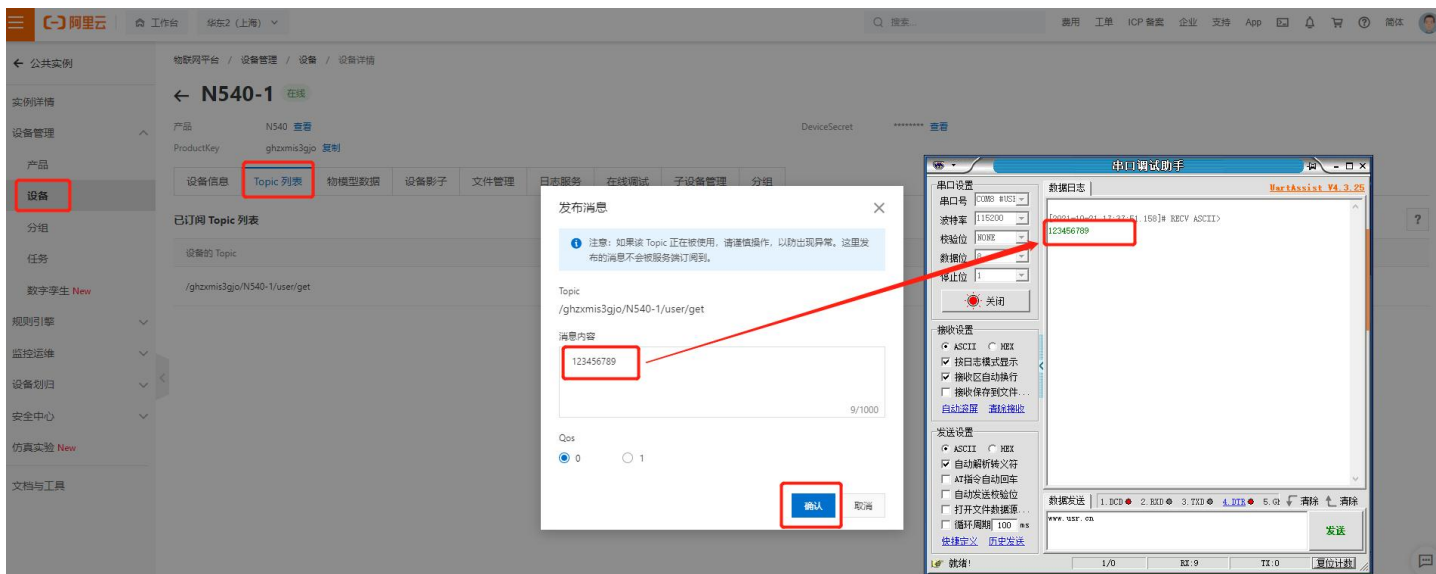 阿里云 工作台 华东2（上海） 搜索... 费用 工单 ICP 备案 企业 支持 App 简体
公共实例
实例详情
设备管理
产品
设备
分组
任务
数字孪生 New
规则引擎
监控运维
设备划归
安全中心
仿真实验 New
文档与工具
物联网平台 / 设备管理 / 设备 / 设备详情
N540-1 在线
产品 N540 查看
DeviceSecret ******** 查看
ProductKey ghzxmis3gjo 复制
设备信息 Topic 列表 物模型数据 设备影子 文件管理 日志服务 在线调试 子设备管理 分组
已订阅 Topic 列表
设备的 Topic
/ghzxmis3gjo/N540-1/user/get
发布消息
注意：如果该 Topic 正在被使用，请谨慎操作，以防出现异常。这里发
布的消息不会被服务端订阅到。
Topic
/ghzxmis3gjo/N540-1/user/get
消息内容
123456789
9/1000
Qos
0 1
确认 取消
串口调试助手
串口设置
串口号 COM8 #USI
波特率 115200
校验位 NONE
数据位
停止位 1
关闭
接收设置
ASCII HEX
按日志模式显示
接收区自动换行
接收保存到文件...
自动滚屏 清除接收
发送设置
ASCII HEX
自动解析转义符
AT指令自动回车
自动发送校验位
打开文件数据源...
循环周期 100 ms
快捷定义 历史发送
数据日志 UartAssist V4.3.25
158]# RECV ASCII>
123456789
数据发送 1.DCD 2.RXD 3.TXD 4.DTR 5.GI 清除 清除
www.usr.cn
发送
就绪! 1/0 RX:9 TX:0 复位计数